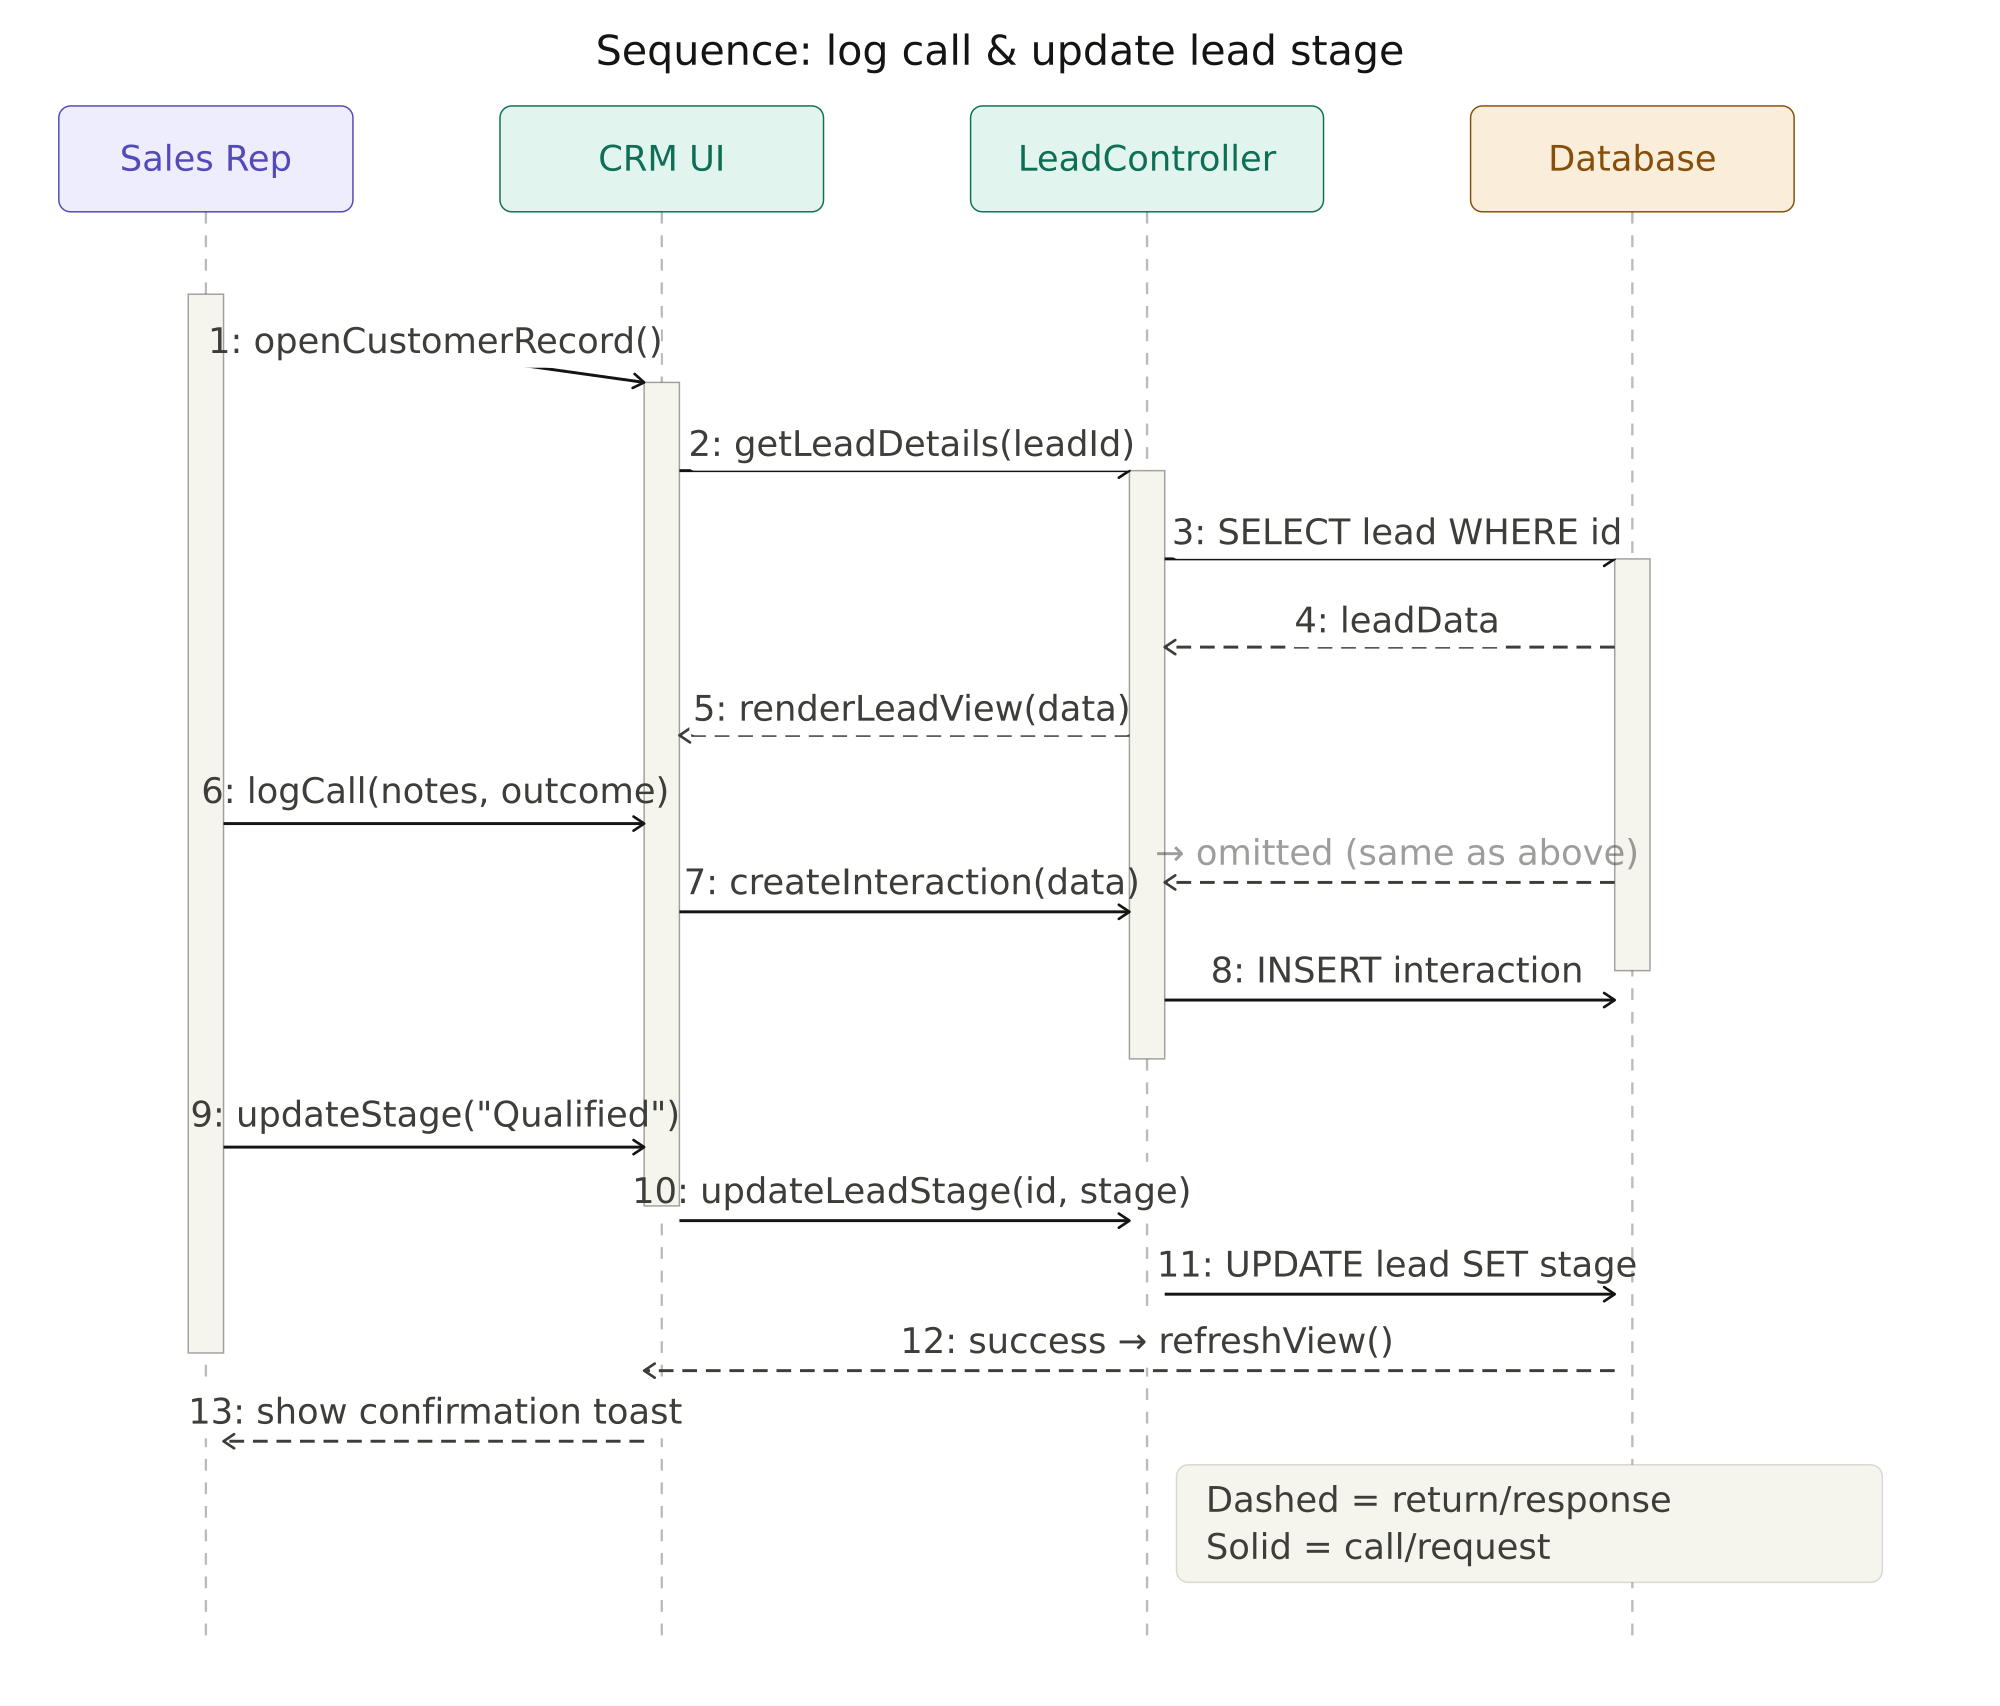 Sequence: log call & update lead stage
Sales Rep
CRM UI
LeadController
Database
1: openCustomerRecord()
2: getLeadDetails(leadId)
3: SELECT lead WHERE id
4: leadData
5: renderLeadView(data)
6: logCall(notes, outcome)
→ omitted (same as above)
7: createInteraction(data)
8: INSERT interaction
9: updateStage("Qualified")
10: updateLeadStage(id, stage)
11: UPDATE lead SET stage
12: success → refreshView()
13: show confirmation toast
Dashed = return/response
Solid = call/request